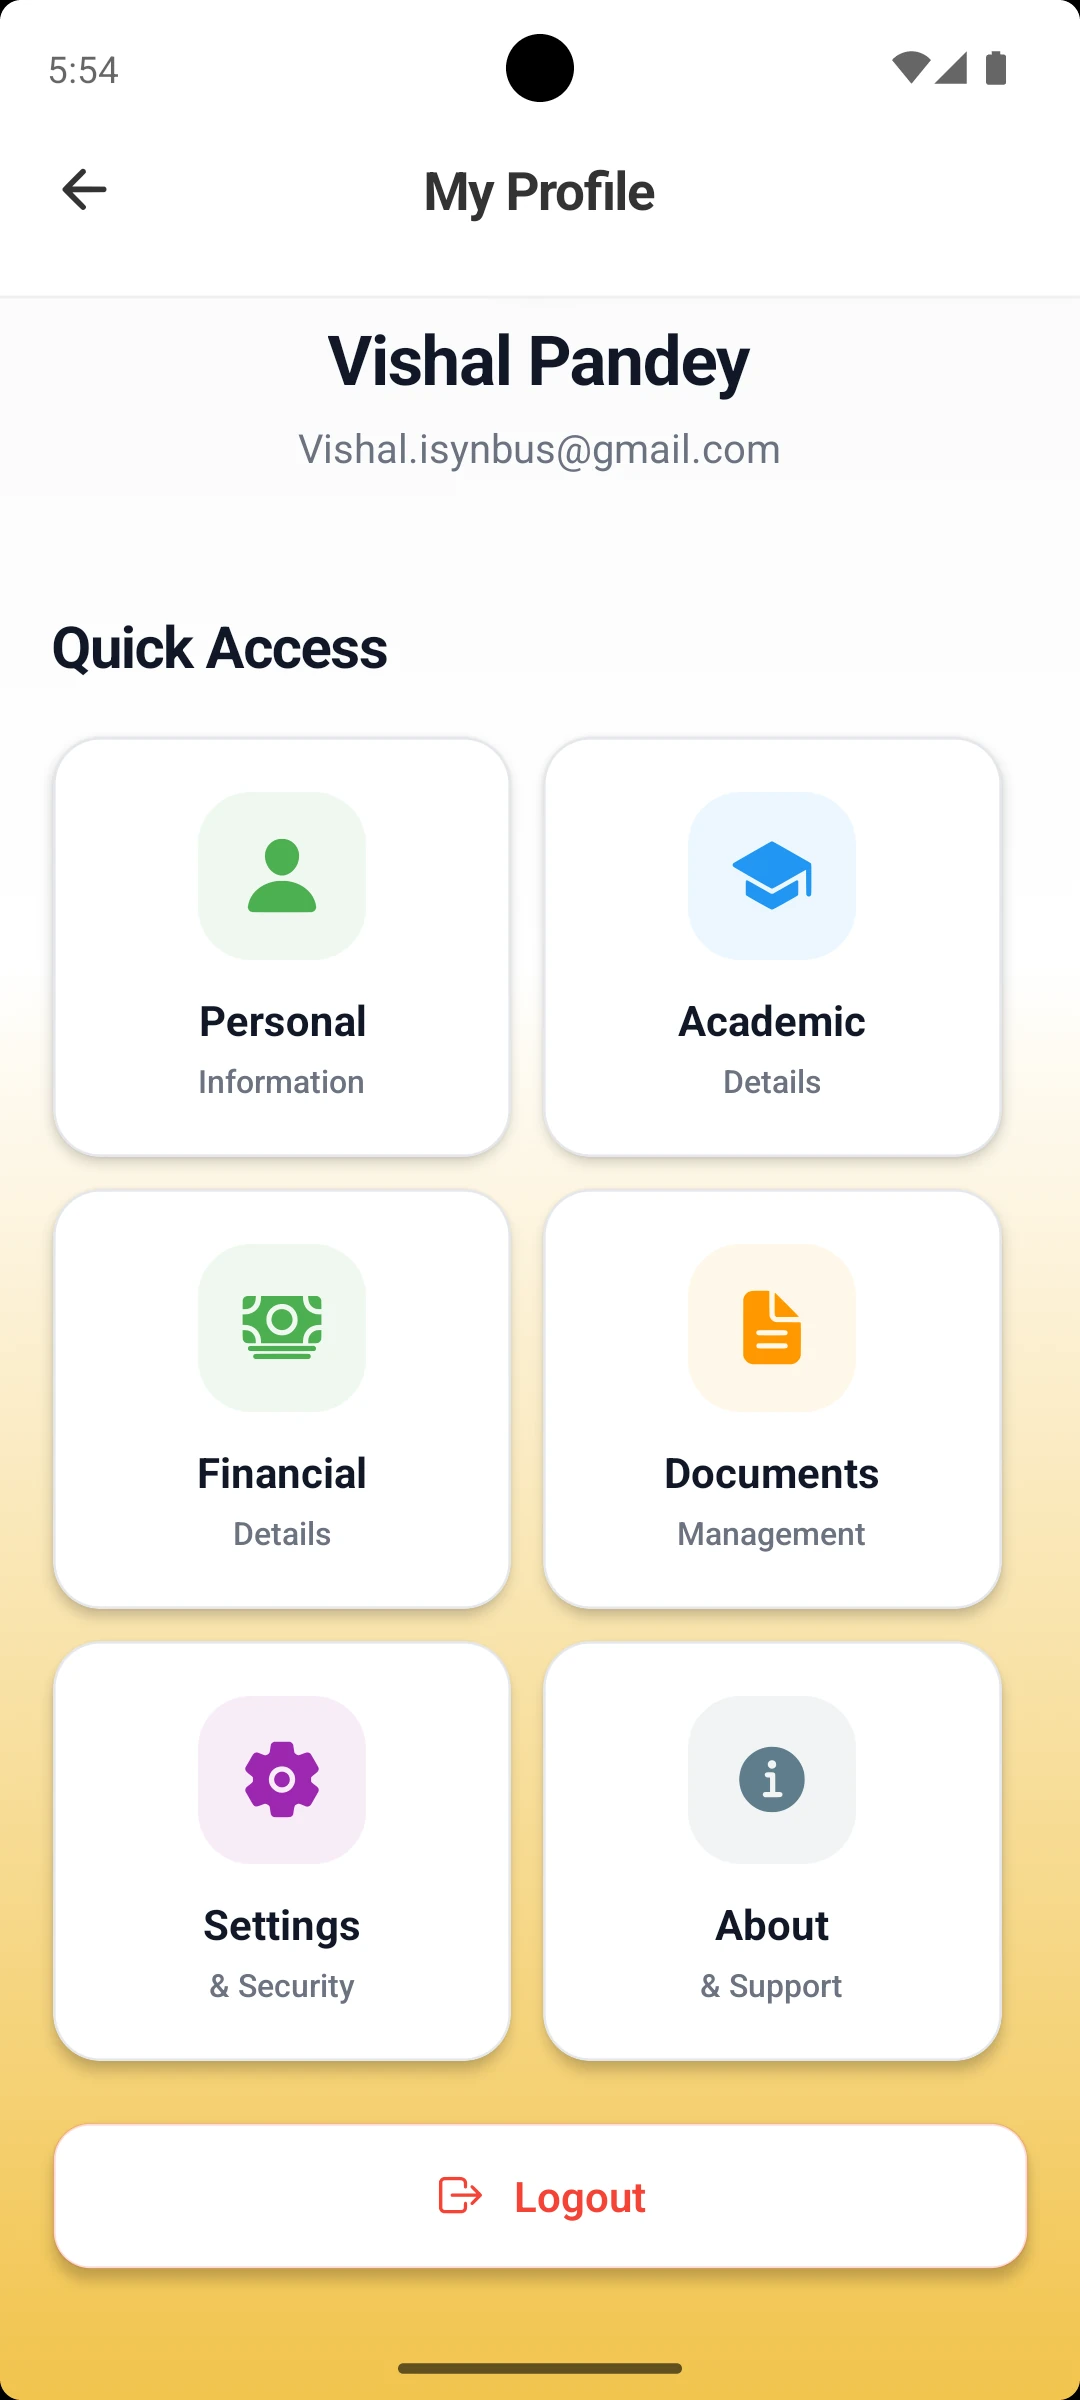 5:54
My Profile
Vishal Pandey
Vishal.isynbus@gmail.com
Quick Access
Personal
Information
Academic
Details
Financial
Details
Documents
Management
Settings
& Security
About
& Support
Logout